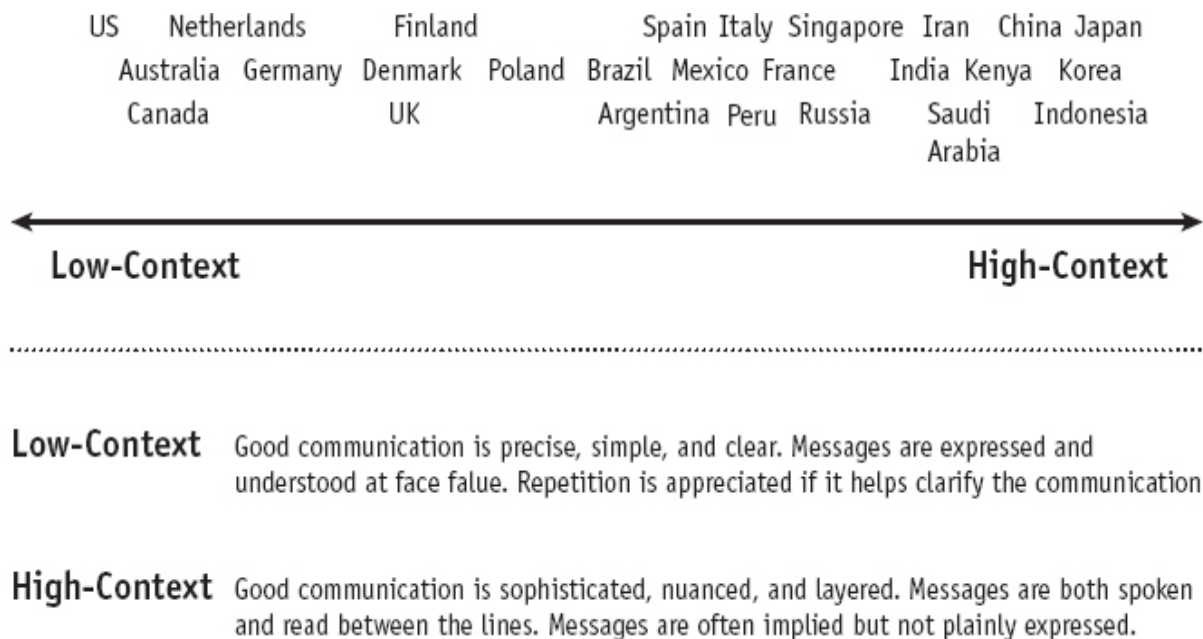 US Netherlands Finland Spain Italy Singapore Iran China Japan
Australia Germany Denmark Poland Brazil Mexico France India Kenya Korea
Canada UK Argentina Peru Russia Saudi Indonesia
Arabia
Low-Context High-Context
Low-Context Good communication is precise, simple, and clear. Messages are expressed and
understood at face falue. Repetition is appreciated if it helps clarify the communication
High-Context Good communication is sophisticated, nuanced, and layered. Messages are both spoken
and read between the lines. Messages are often implied but not plainly expressed.